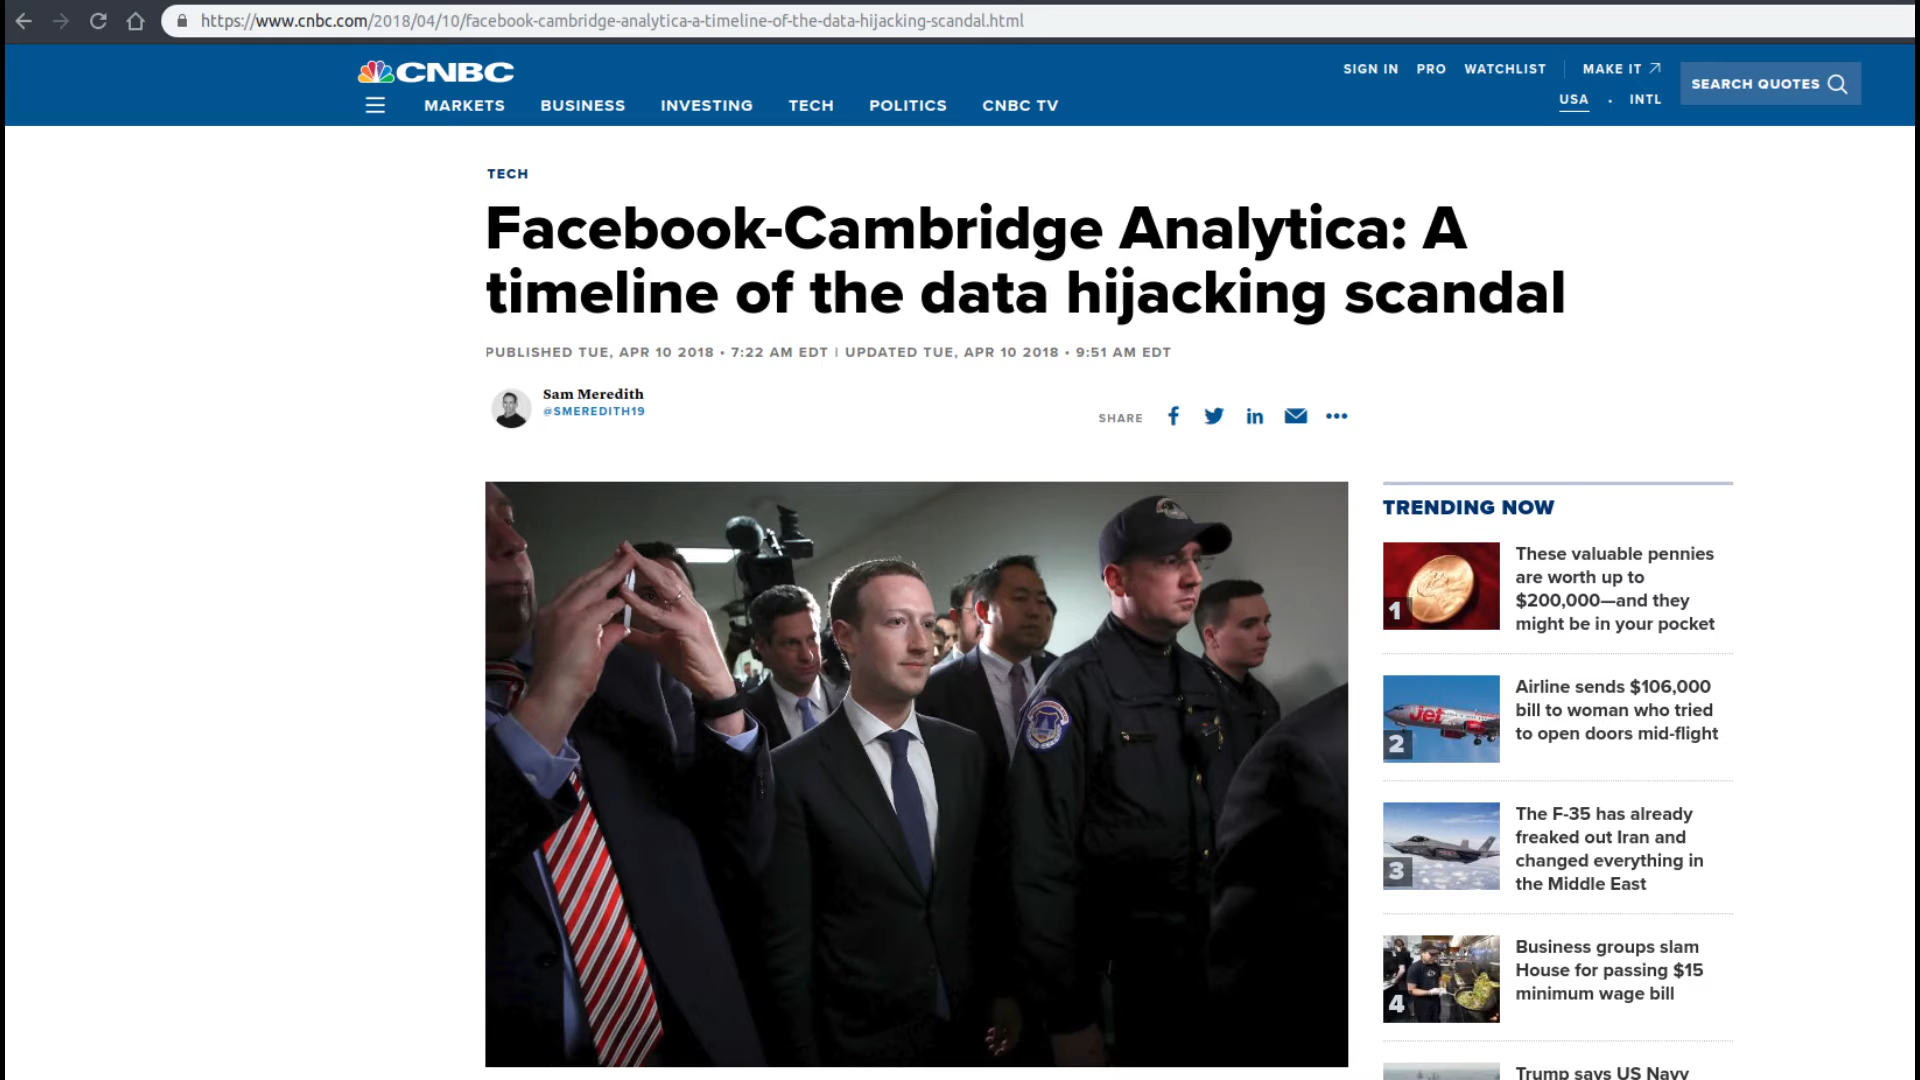 https://www.cnbc.com/2018/04/10/facebook-cambridge-analytica-a-timeline-of-the-data-hijacking-scandal.html
CNBC
SIGN IN PRO WATCHLIST MAKE IT
SEARCH QUOTES
USA • INTL
MARKETS BUSINESS INVESTING TECH POLITICS CNBC TV
TECH
Facebook-Cambridge Analytica: A
timeline of the data hijacking scandal
PUBLISHED TUE, APR 10 2018 • 7:22 AM EDT | UPDATED TUE, APR 10 2018 • 9:51 AM EDT
Sam Meredith
@SMEREDITH19
SHARE
TRENDING NOW
1
These valuable pennies
are worth up to
$200,000—and they
might be in your pocket
Jet
2
Airline sends $106,000
bill to woman who tried
to open doors mid-flight
3
The F-35 has already
freaked out Iran and
changed everything in
the Middle East
4
Business groups slam
House for passing $15
minimum wage bill
Trump says US Navy